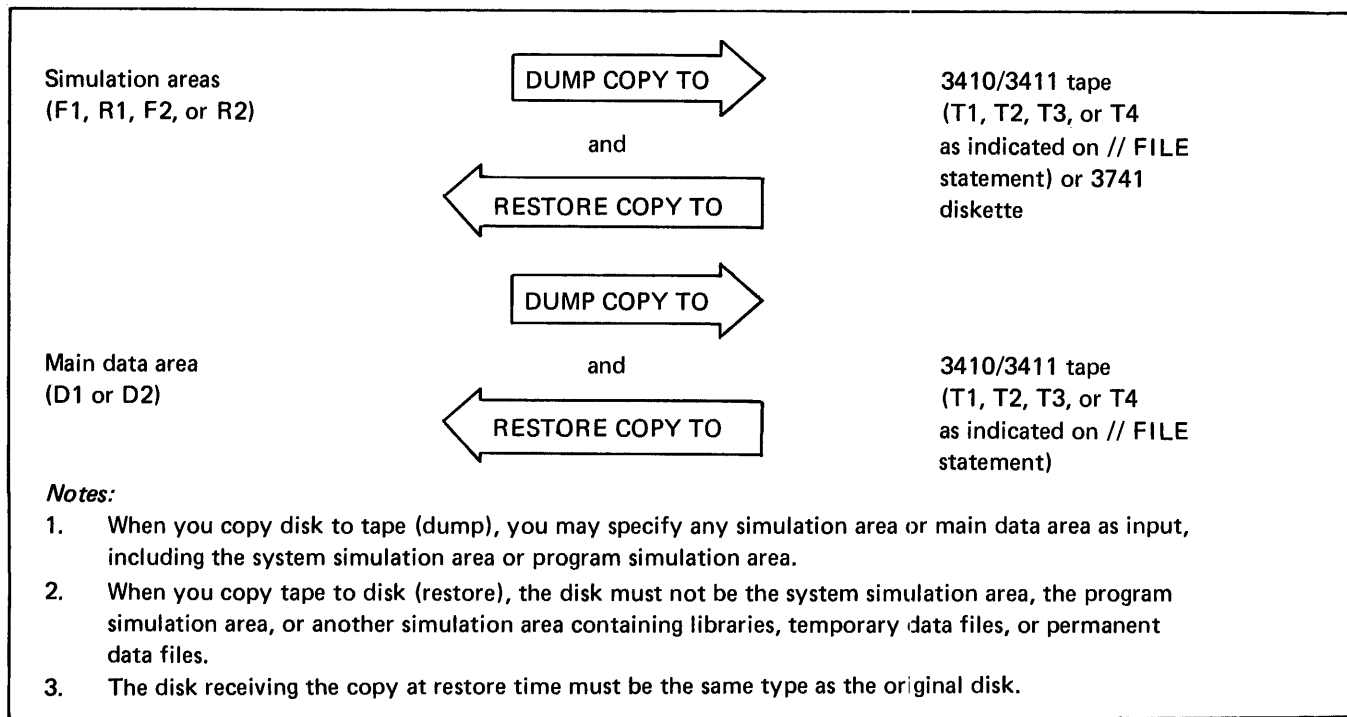 Simulation areas
(F1, R1, F2, or R2)
DUMP COPY TO
and
RESTORE COPY TO
3410/3411 tape
(T1, T2, T3, or T4
as indicated on // FILE
statement) or 3741
diskette
DUMP COPY TO
Main data area
(D1 or D2)
and
RESTORE COPY TO
3410/3411 tape
(T1, T2, T3, or T4
as indicated on // FILE
statement)
Notes:
1. When you copy disk to tape (dump), you may specify any simulation area or main data area as input,
including the system simulation area or program simulation area.
2. When you copy tape to disk (restore), the disk must not be the system simulation area, the program
simulation area, or another simulation area containing libraries, temporary data files, or permanent
data files.
3. The disk receiving the copy at restore time must be the same type as the original disk.